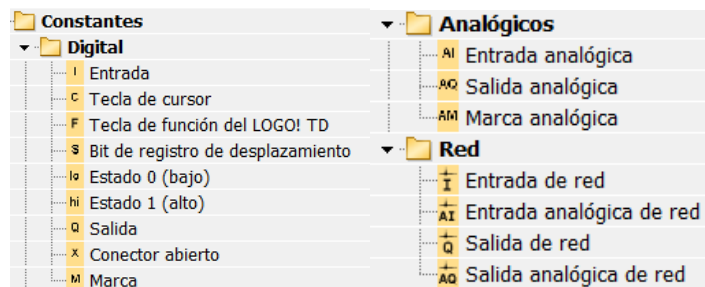 Constantes
Digital
I Entrada
C Tecla de cursor
F Tecla de función del LOGO! TD
S Bit de registro de desplazamiento
lo Estado 0 (bajo)
hi Estado 1 (alto)
Q Salida
X Conector abierto
M Marca
Analógicos
AI Entrada analógica
AQ Salida analógica
AM Marca analógica
Red
I Entrada de red
AI Entrada analógica de red
Q Salida de red
AQ Salida analógica de red